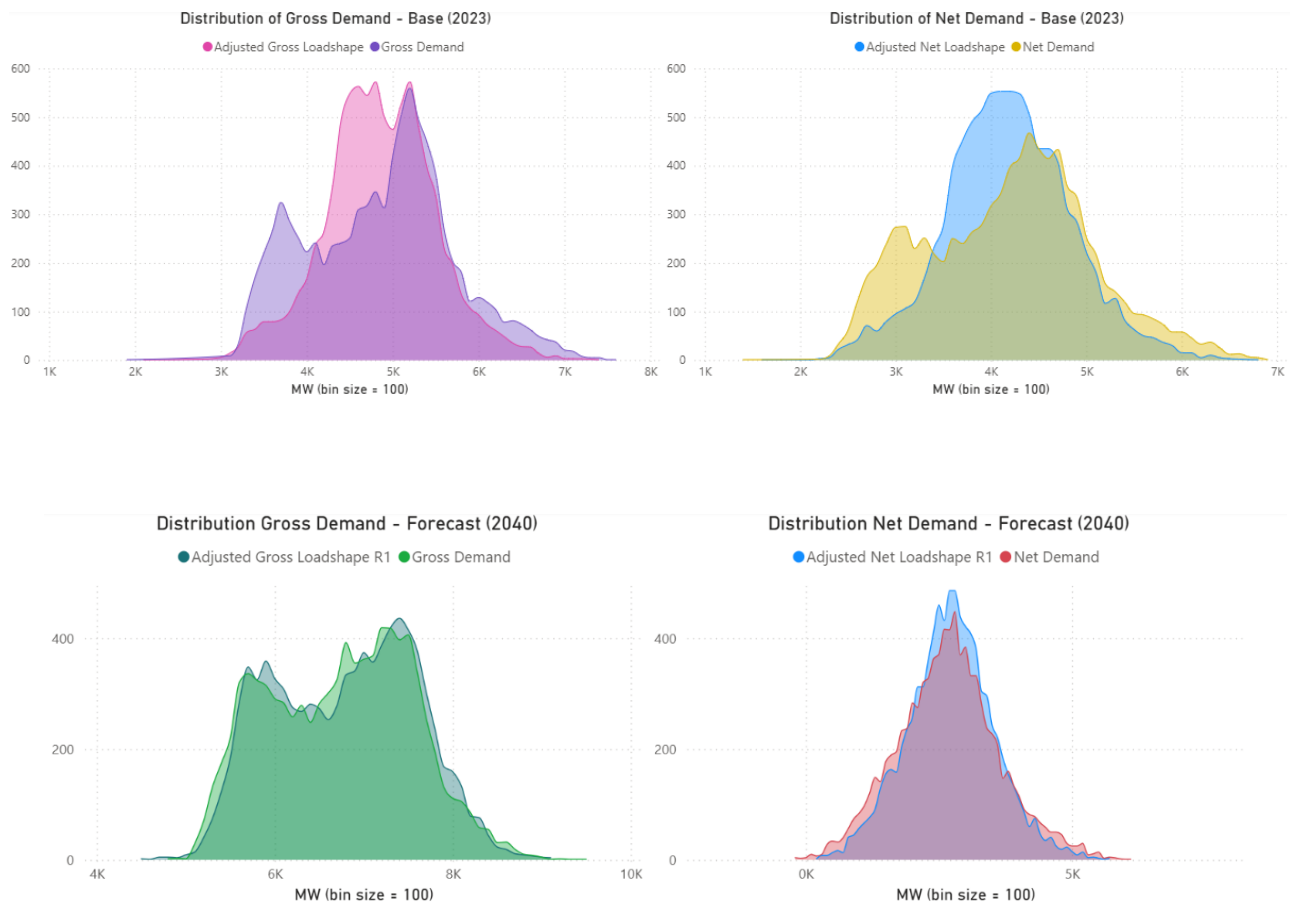 Distribution of Gross Demand - Base (2023)
Adjusted Gross Loadshape Gross Demand
600
500
400
300
200
100
0
1K 2K 3K 4K 5K 6K 7K 8K
MW (bin size = 100)
Distribution of Net Demand - Base (2023)
Adjusted Net Loadshape Net Demand
600
500
400
300
200
100
0
1K 2K 3K 4K 5K 6K 7K
MW (bin size = 100)
Distribution Gross Demand - Forecast (2040)
Adjusted Gross Loadshape R1 Gross Demand
400
200
0
4K 6K 8K 10K
MW (bin size = 100)
Distribution Net Demand - Forecast (2040)
Adjusted Net Loadshape R1 Net Demand
400
200
0
0K 5K
MW (bin size = 100)